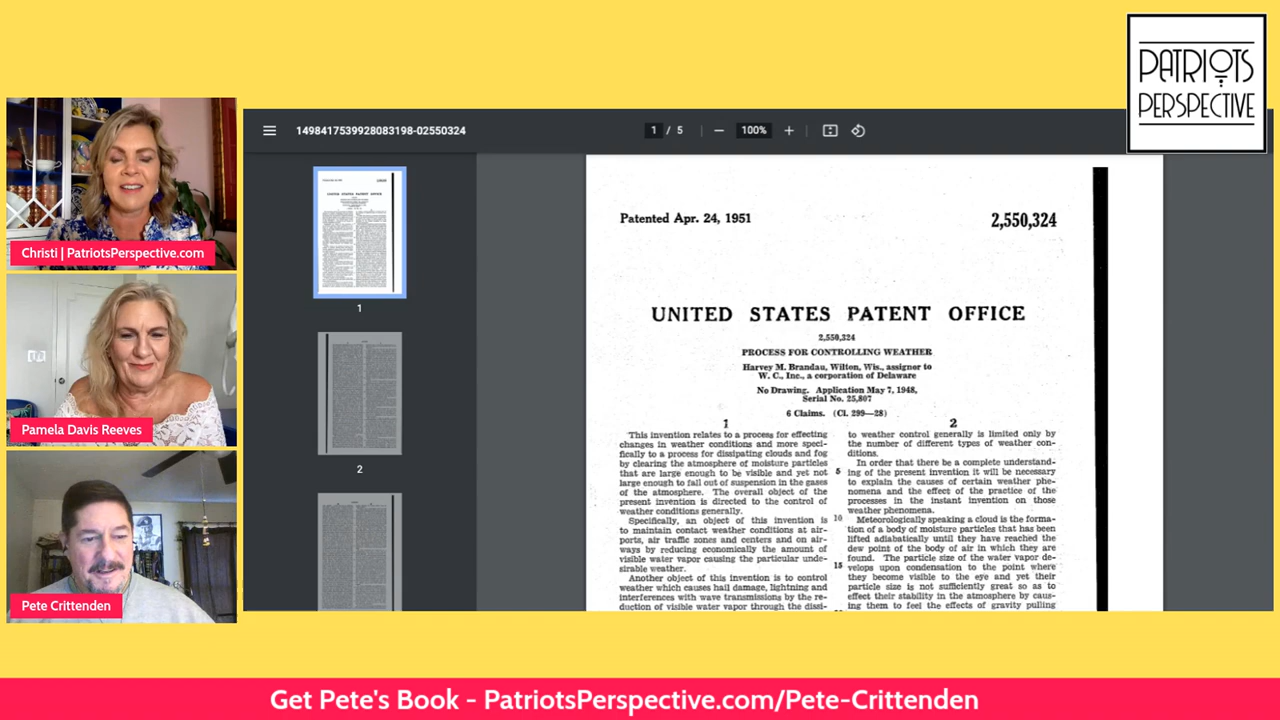 PATRIOTS
PERSPECTIVE
Christi | PatriotsPerspective.com
Pamela Davis Reeves
Pete Crittenden
1498417539928083198-02550324
1 / 5
100%
1
2
Patented Apr. 24, 1951
2,550,324
UNITED STATES PATENT OFFICE
2,550,324
PROCESS FOR CONTROLLING WEATHER
Harvey M. Brandau, Wilton, Wis., assignor to
W. C., Inc., a corporation of Delaware
No Drawing. Application May 7, 1948,
Serial No. 25,807
6 Claims. (Cl. 299—28)
1
This invention relates to a process for effecting
changes in weather conditions and more speci-
fically to a process for dissipating clouds and fog
by clearing the atmosphere of moisture particles
that are large enough to be visible and yet not
large enough to fall out of suspension in the gases
of the atmosphere. The overall object of the
present invention is directed to the control of
weather conditions generally.
Specifically, an object of this invention is
to maintain contact weather conditions at air-
ports, air traffic zones and centers and on air-
ways by reducing economically the amount of
visible water vapor causing the particular unde-
sirable weather.
Another object of this invention is to control
weather which causes hail damage, lightning and
interferences with wave transmissions by the re-
duction of visible water vapor through the dissi-
5
10
15
2
to weather control generally is limited only by
the number of different types of weather con-
ditions.
In order that there be a complete understand-
ing of the present invention it will be necessary
to explain the causes of certain weather phe-
nomena and the effect of the practice of the
processes in the instant invention on those
weather phenomena.
Meteorologically speaking a cloud is the forma-
tion of a body of moisture particles that has been
lifted adiabatically until they have reached the
dew point of the body of air in which they are
found. The particle size of the water vapor de-
velops upon condensation to the point where
they become visible to the eye and yet their
particle size is not sufficiently great so as to
effect their stability in the atmosphere by caus-
ing them to feel the effects of gravity pulling
Get Pete's Book - PatriotsPerspective.com/Pete-Crittenden